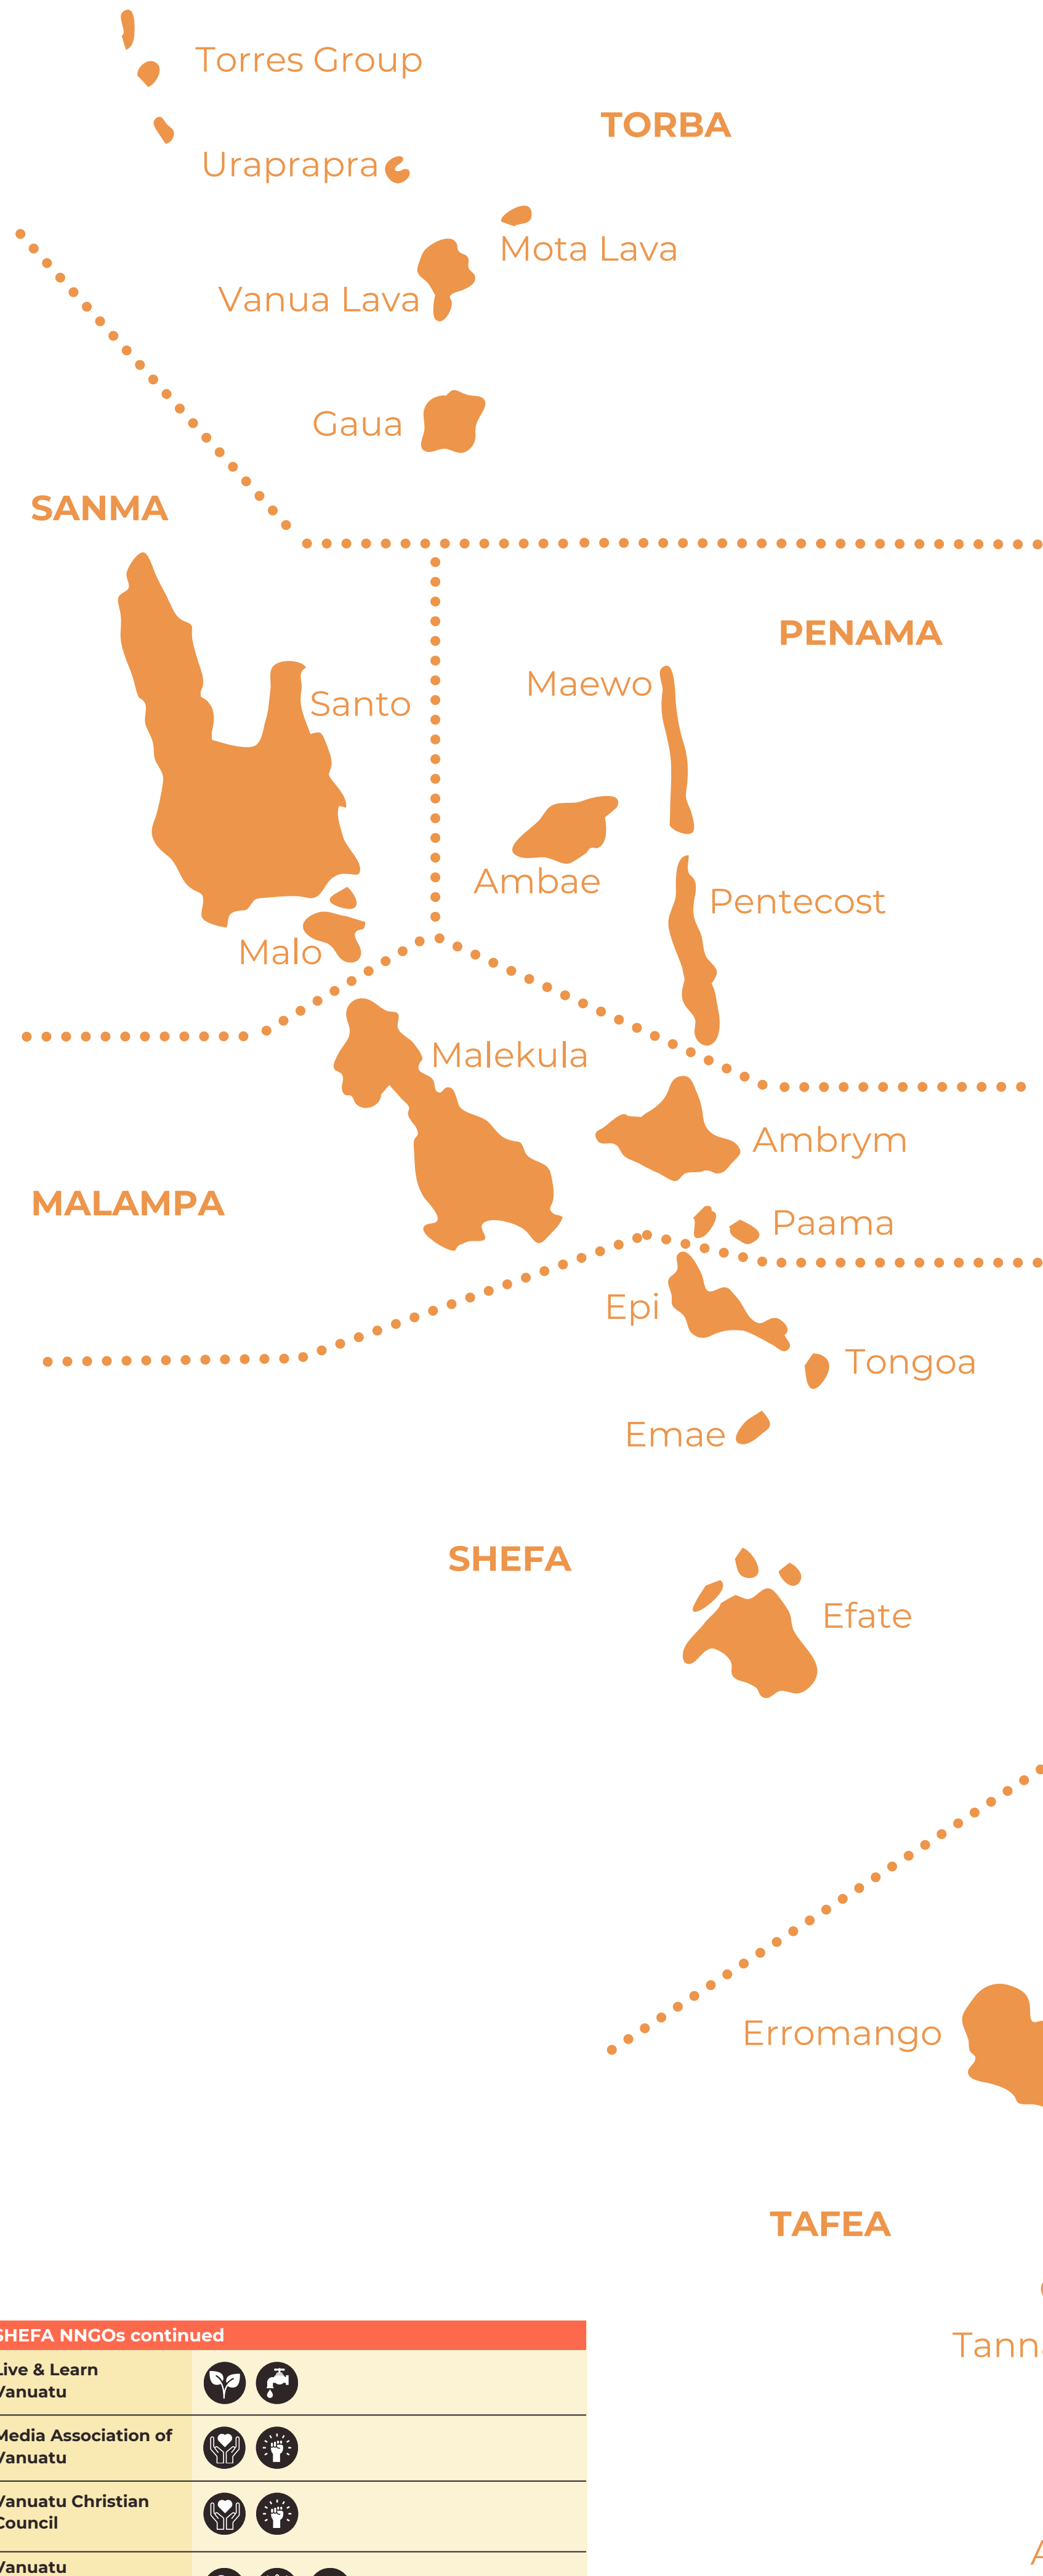 Torres Group
TORBA
Uraprapra
Mota Lava
Vanua Lava
Gaua
SANMA
PENAMA
Maewo
Santo
Ambae
Pentecost
Malo
Malekula
Ambrym
MALAMPA
Paama
Epi
Tongoa
Emae
SHEFA
Efate
Erromango
TAFEA
SHEFA NNGOs continued
Tann
Live & Learn
Vanuatu
Media Association of
Vanuatu
Vanuatu Christian
Council
Vanuatu